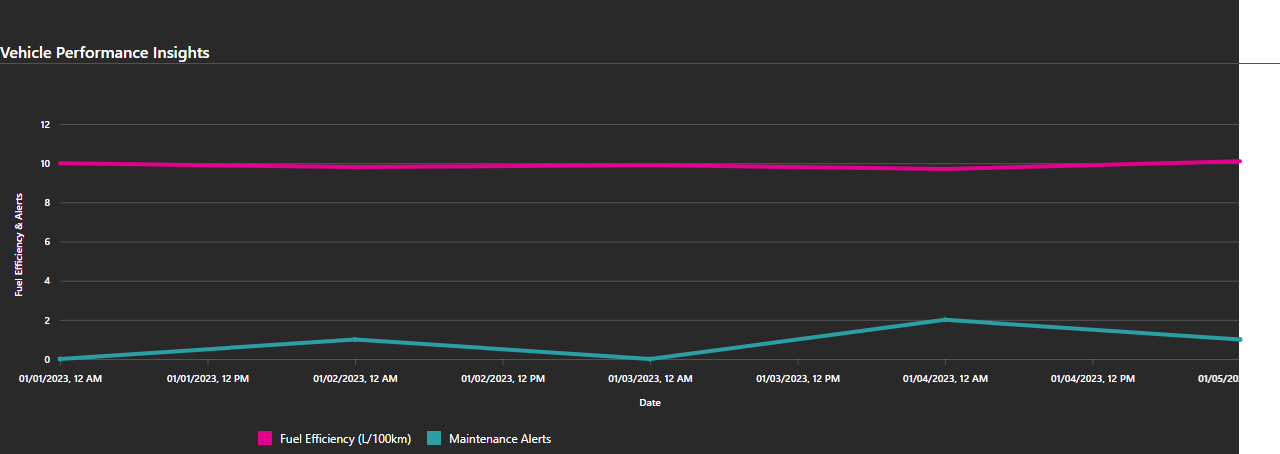 Vehicle Performance Insights
12
10
8
6
4
2
0
Fuel Efficiency & Alerts
01/01/2023, 12 AM 01/01/2023, 12 PM 01/02/2023, 12 AM 01/02/2023, 12 PM 01/03/2023, 12 AM 01/03/2023, 12 PM 01/04/2023, 12 AM 01/04/2023, 12 PM 01/05/20
Date
Fuel Efficiency (L/100km) Maintenance Alerts